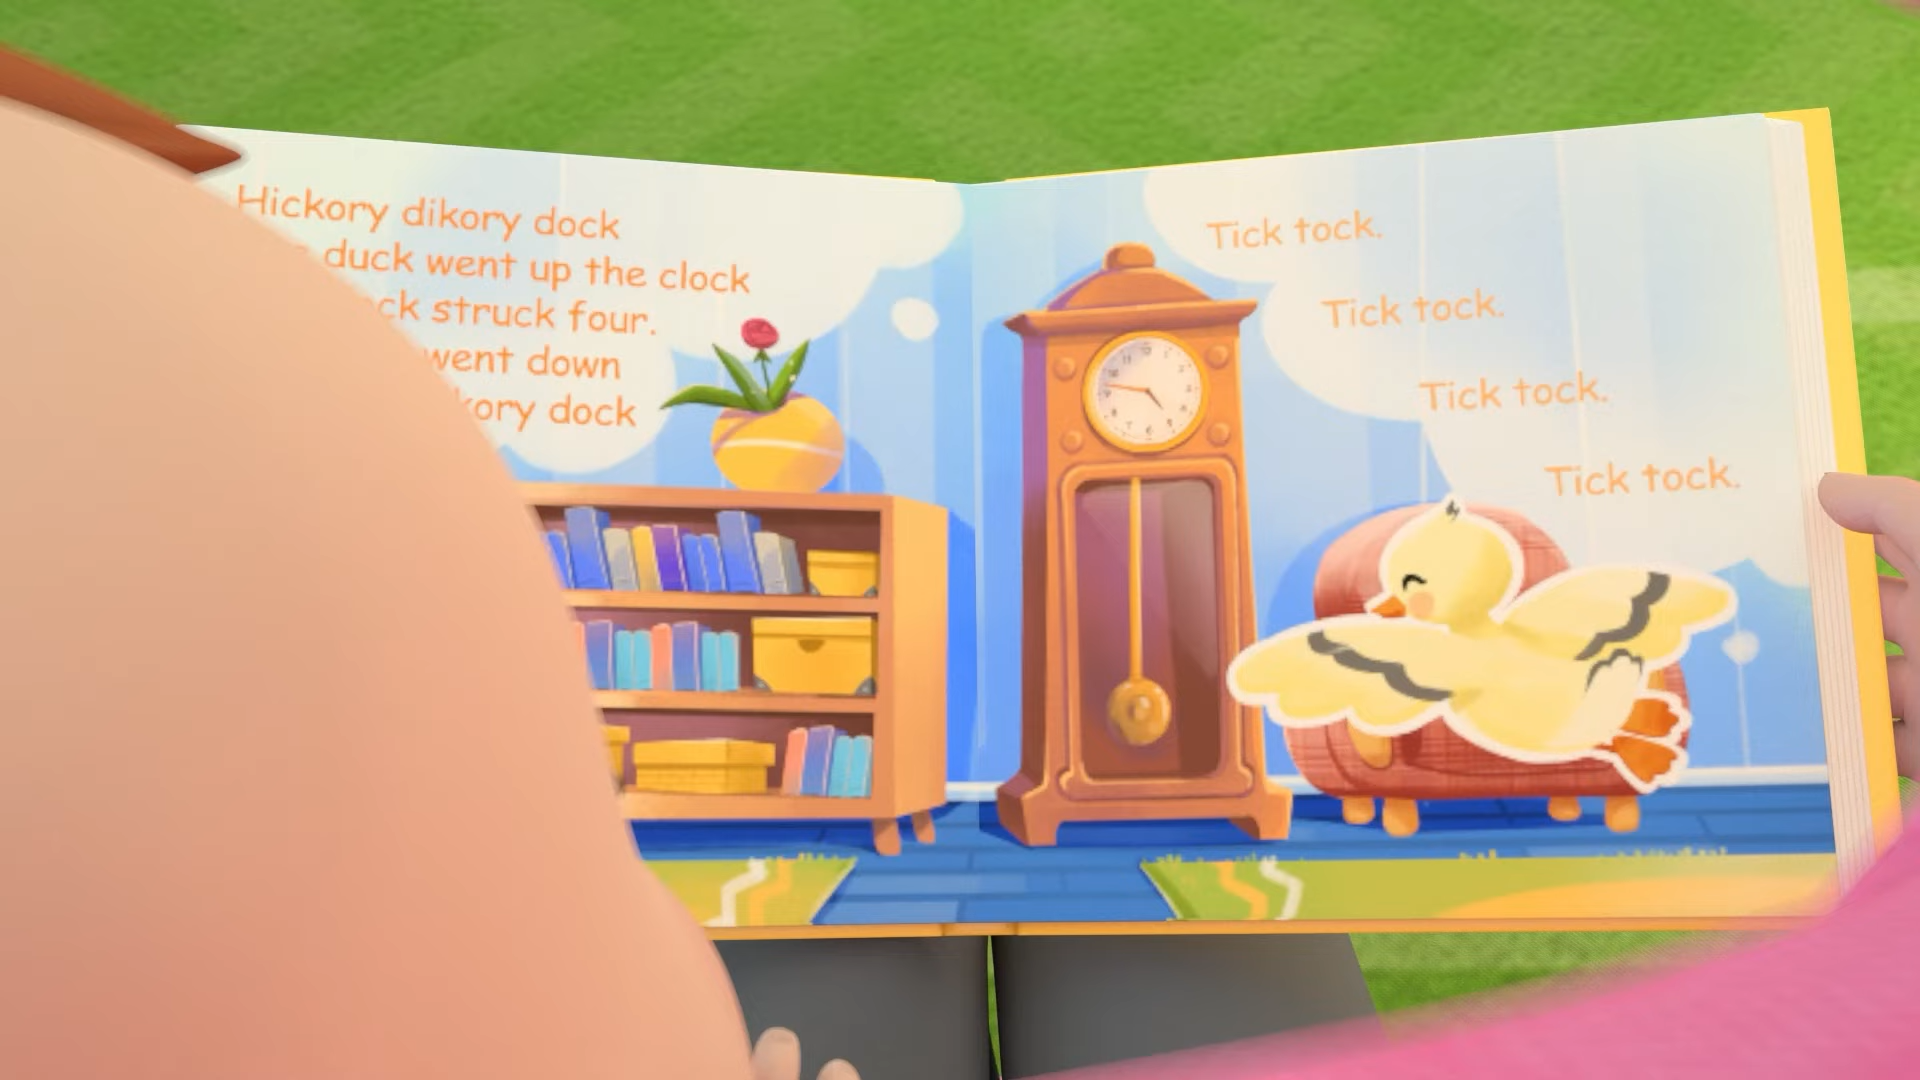 Hickory dikory dock
duck went up the clock
struck four.
went down
dock
Tick tock.
Tick tock.
Tick tock.
Tick tock.